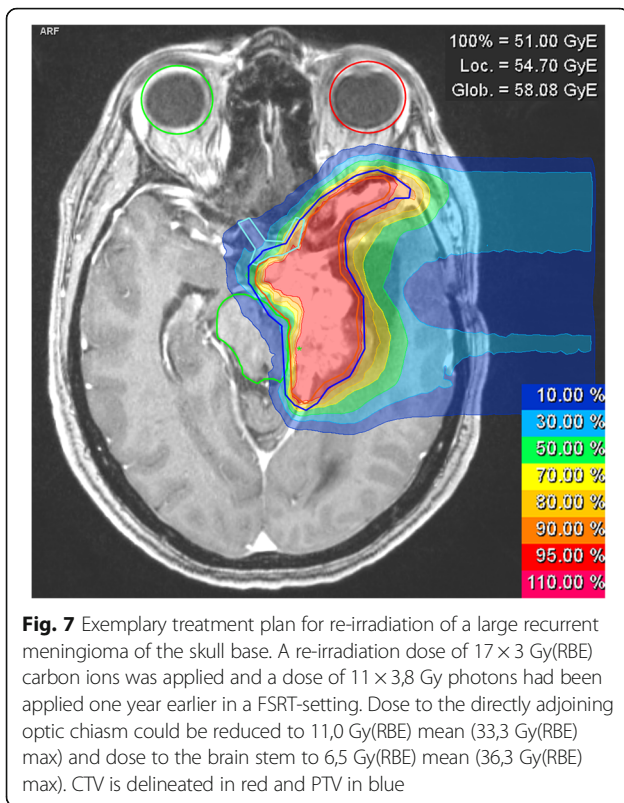 ARF
100% = 51.00 GyE
Loc. = 54.70 GyE
Glob. = 58.08 GyE
10.00 %
30.00 %
50.00 %
70.00 %
80.00 %
90.00 %
95.00 %
110.00 %
Fig. 7 Exemplary treatment plan for re-irradiation of a large recurrent
meningioma of the skull base. A re-irradiation dose of 17 × 3 Gy(RBE)
carbon ions was applied and a dose of 11 × 3,8 Gy photons had been
applied one year earlier in a FSRT-setting. Dose to the directly adjoining
optic chiasm could be reduced to 11,0 Gy(RBE) mean (33,3 Gy(RBE)
max) and dose to the brain stem to 6,5 Gy(RBE) mean (36,3 Gy(RBE)
max). CTV is delineated in red and PTV in blue